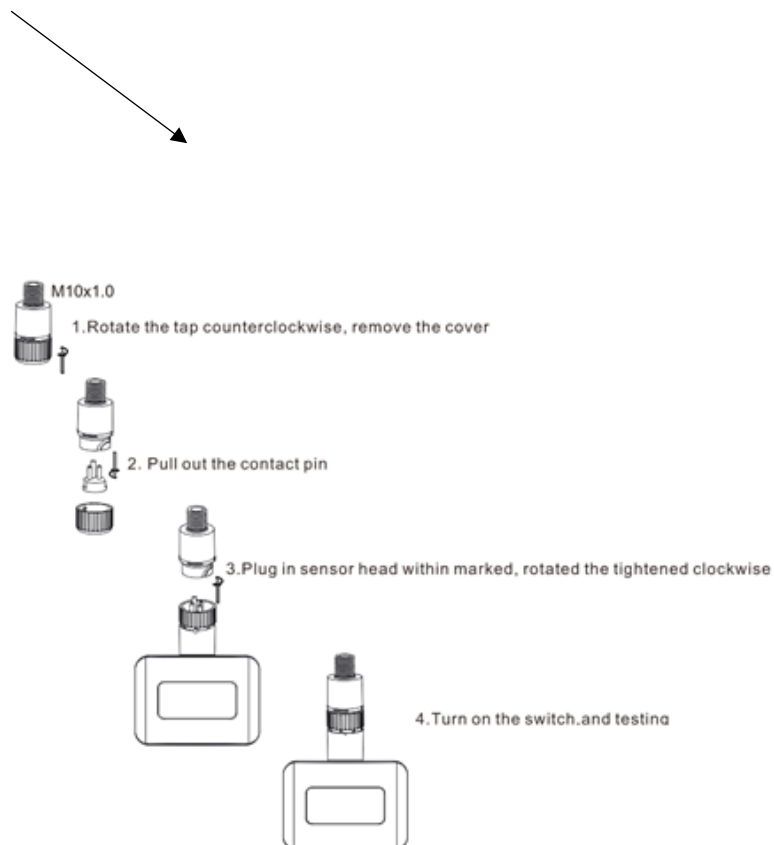 M10x1.0
1.Rotate the tap counterclockwise, remove the cover
2. Pull out the contact pin
3.Plug in sensor head within marked, rotated the tightened clockwise
4.Turn on the switch,and testing